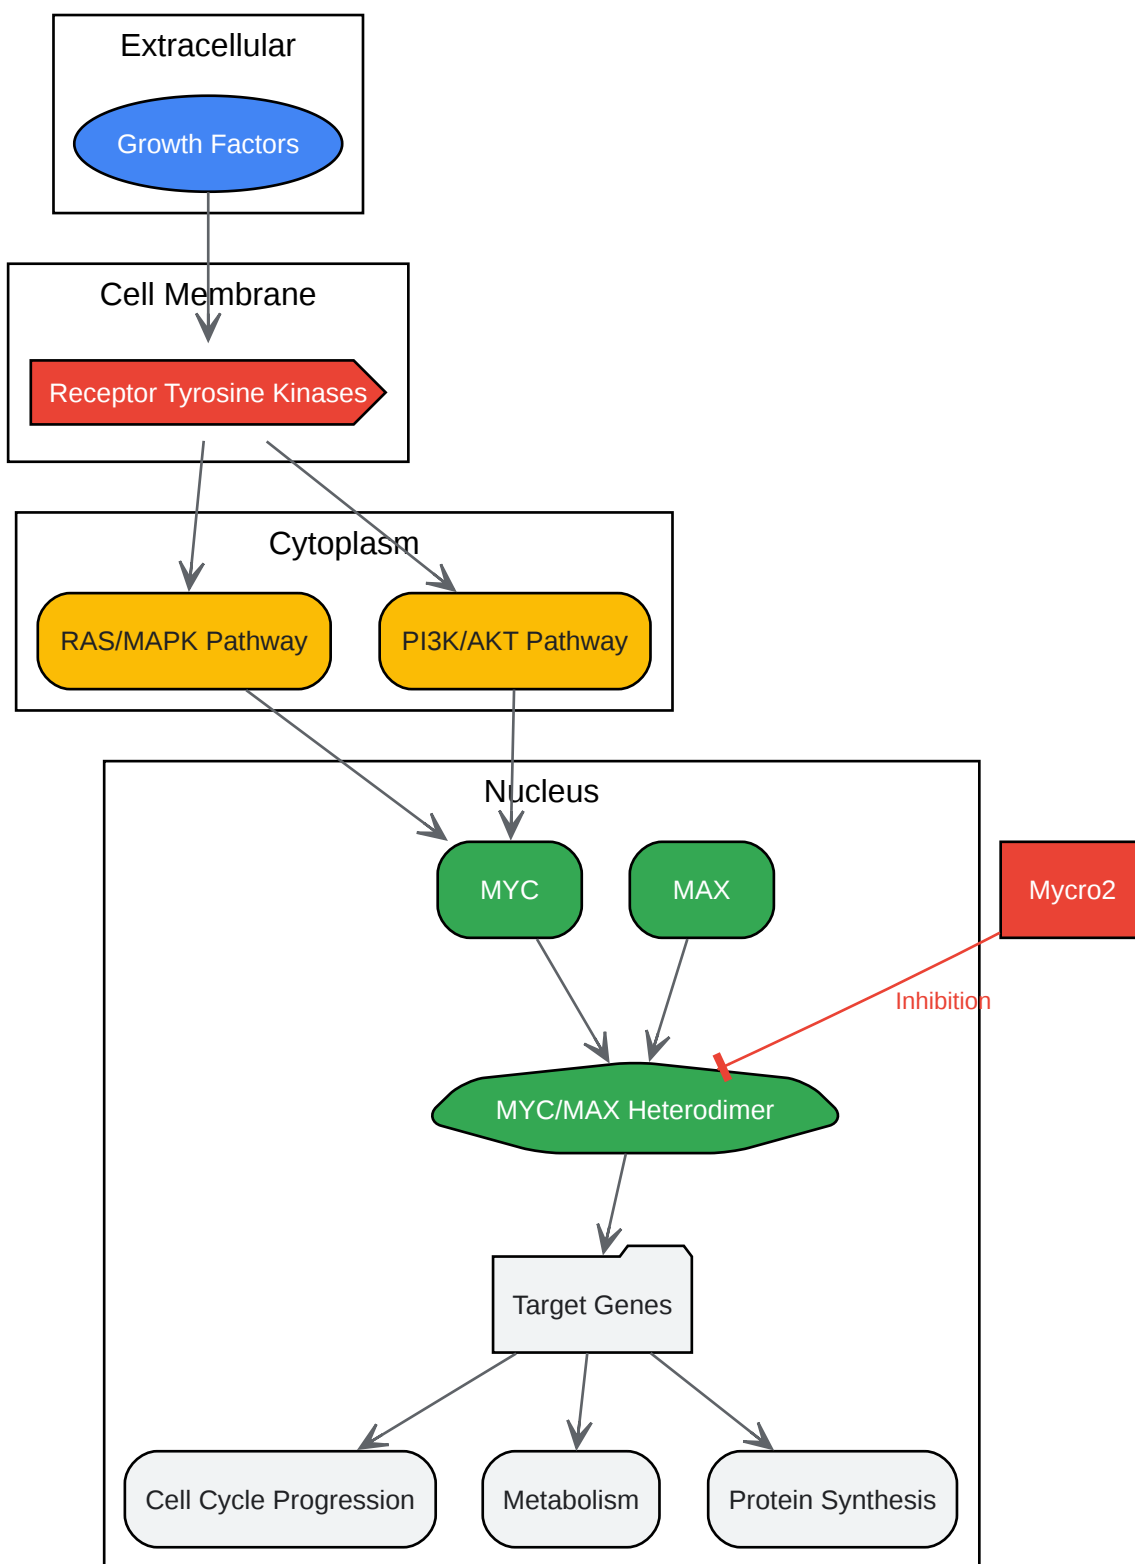 Extracellular
Growth Factors
Cell Membrane
Receptor Tyrosine Kinases
Cytoplasm
RAS/MAPK Pathway
PI3K/AKT Pathway
Nucleus
MYC
MAX
Mycro2
Inhibition
MYC/MAX Heterodimer
Target Genes
Cell Cycle Progression
Metabolism
Protein Synthesis